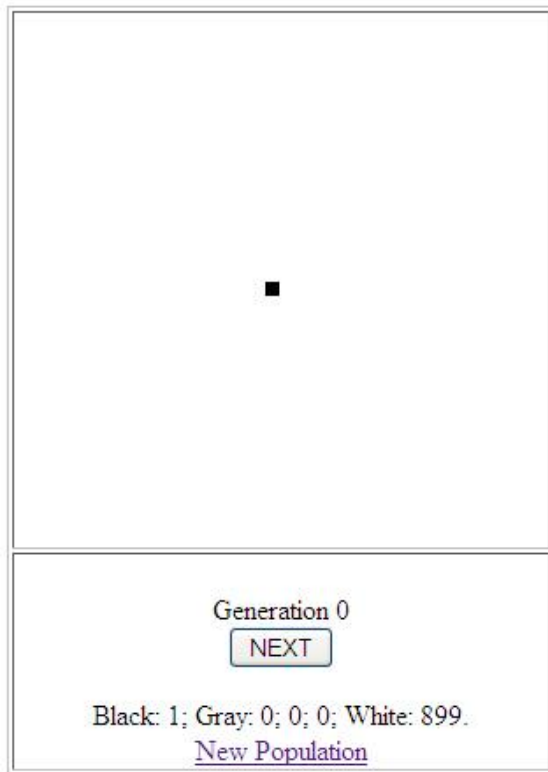 Generation 0
NEXT
Black: 1; Gray: 0; 0; 0; White: 899.
New Population